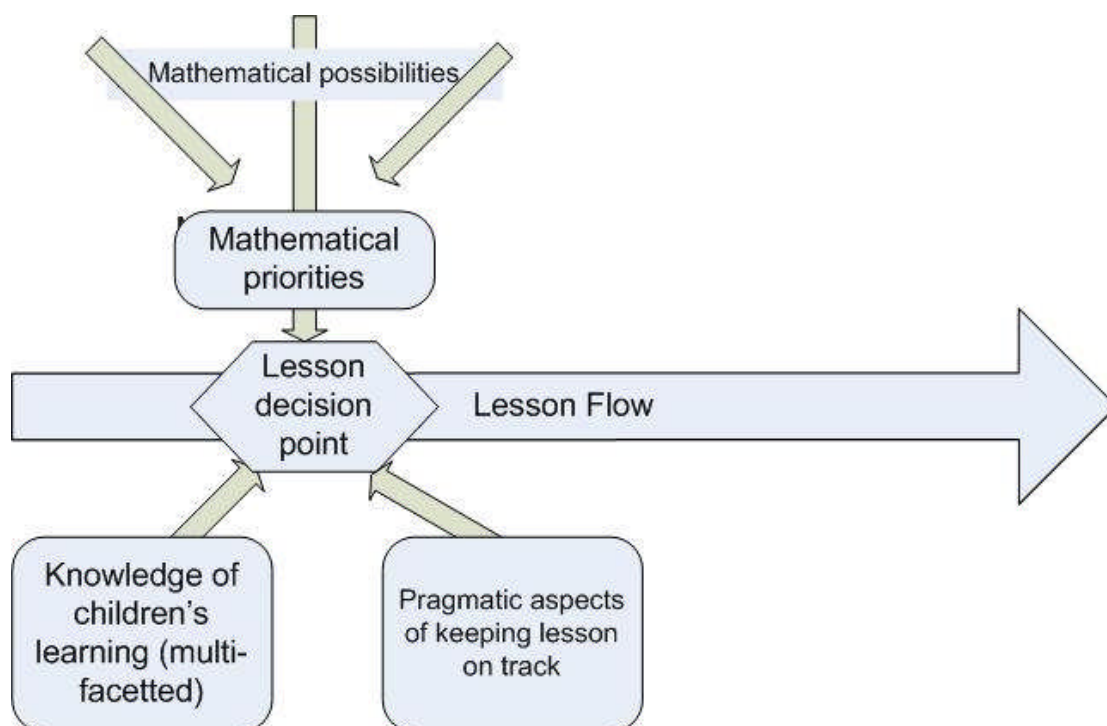 Mathematical possibilities
Mathematical
priorities
Lesson
decision
point
Lesson Flow
Knowledge of
children's
learning (multi-
facetted)
Pragmatic aspects
of keeping lesson
on track